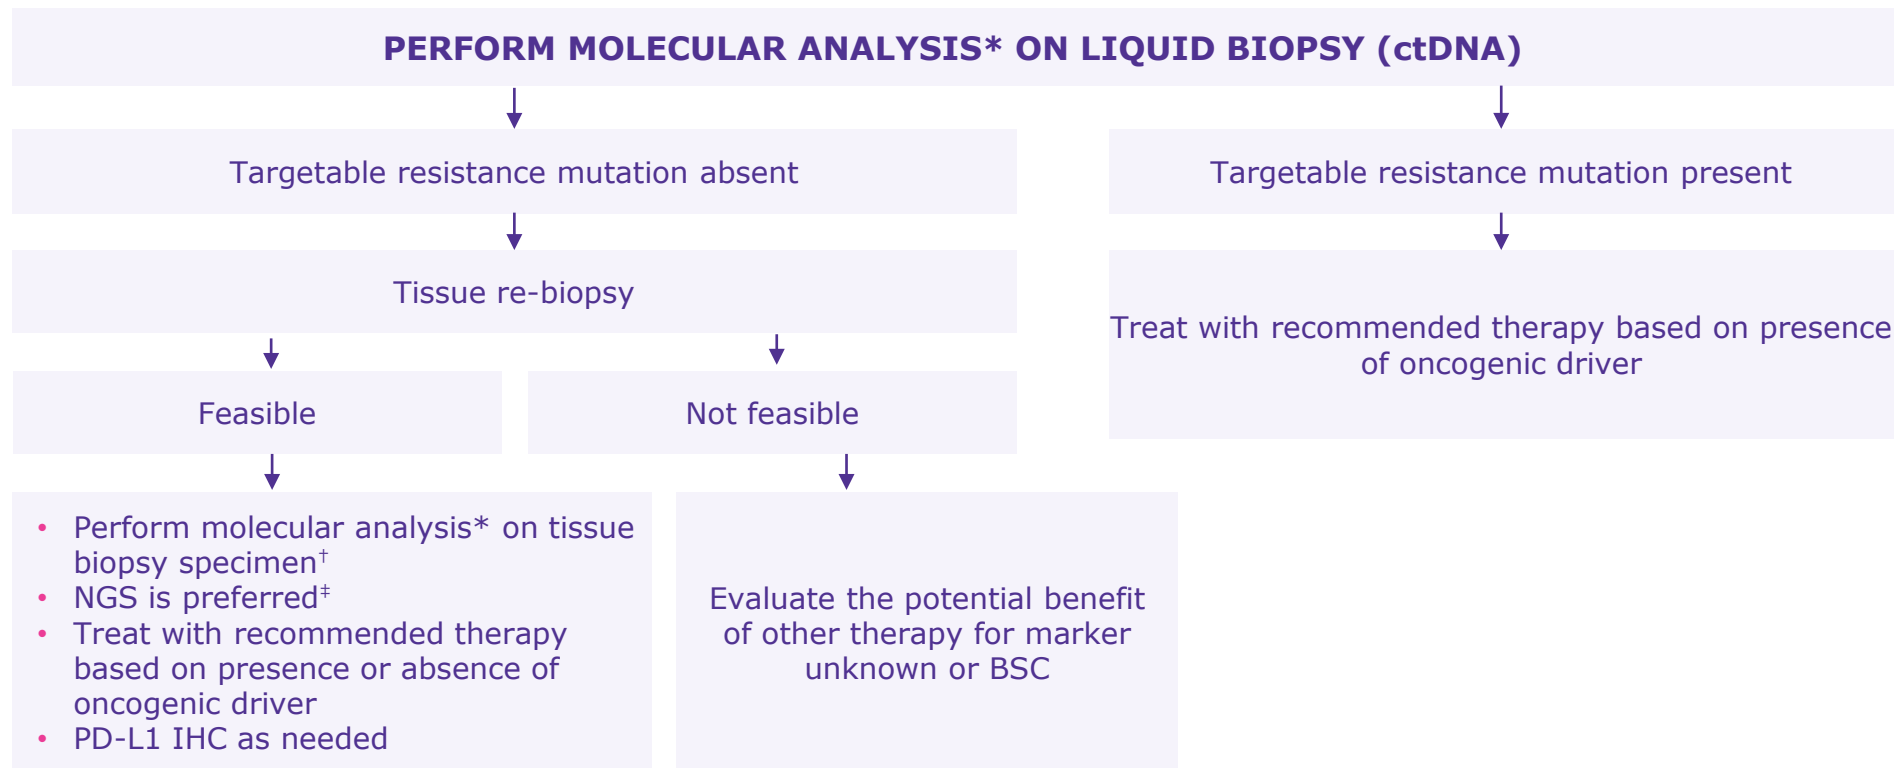 PERFORM MOLECULAR ANALYSIS* ON LIQUID BIOPSY (ctDNA)
Targetable resistance mutation absent
Targetable resistance mutation present
Tissue re-biopsy
Treat with recommended therapy based on presence
of oncogenic driver
Feasible
Not feasible
• Perform molecular analysis* on tissue
biopsy specimen†
• NGS is preferred‡
• Treat with recommended therapy
based on presence or absence of
oncogenic driver
• PD-L1 IHC as needed
Evaluate the potential benefit
of other therapy for marker
unknown or BSC